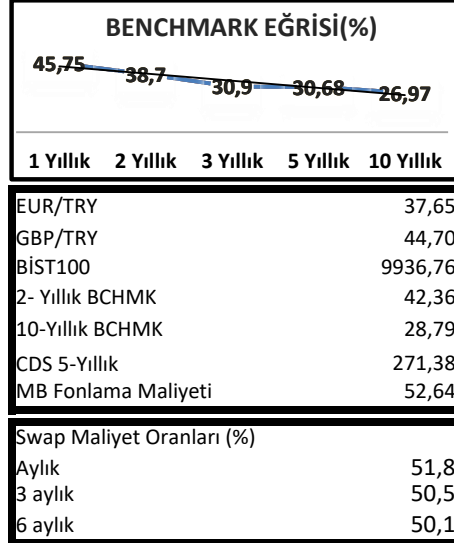 BENCHMARK EĞRİSİ(%)
45,75 38,7 30,9 30,68 26,97
1 Yıllık 2 Yıllık 3 Yıllık 5 Yıllık 10 Yıllık
EUR/TRY 37,65
GBP/TRY 44,70
BİST100 9936,76
2- Yıllık BCHMK 42,36
10-Yıllık BCHMK 28,79
CDS 5-Yıllık 271,38
MB Fonlama Maliyeti 52,64
Swap Maliyet Oranları (%)
Aylık 51,8
3 aylık 50,5
6 aylık 50,1